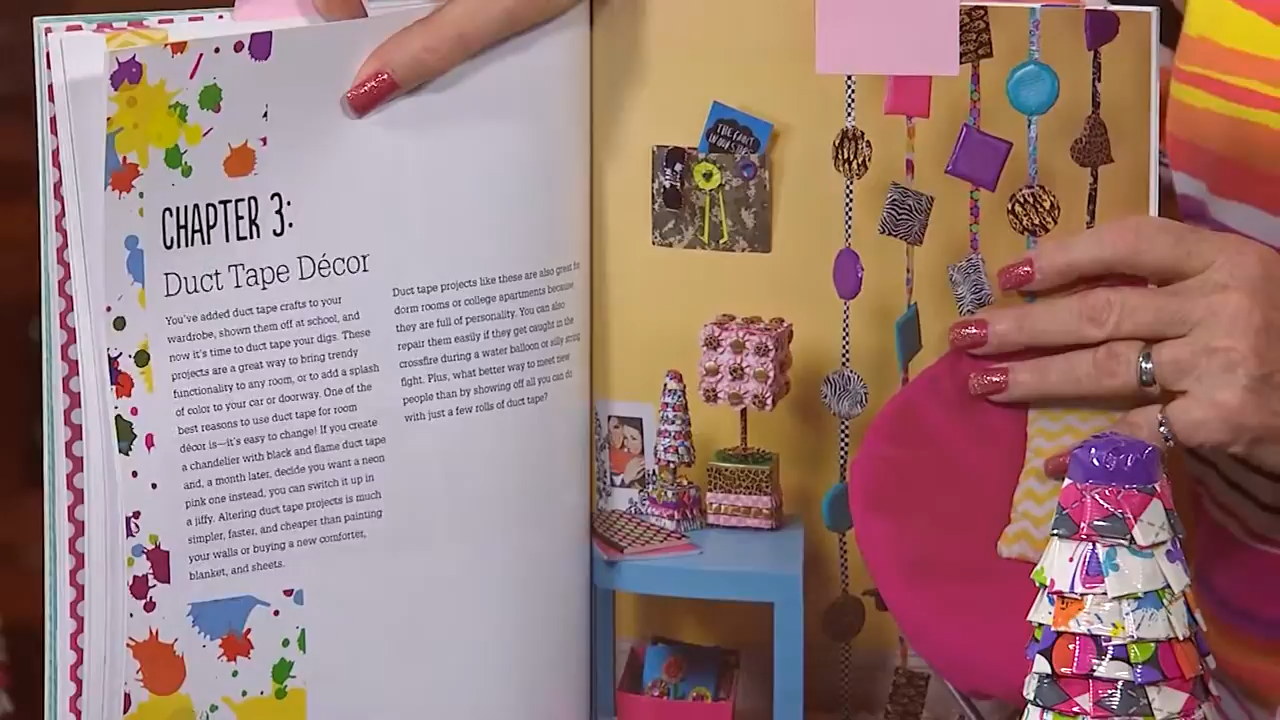 CHAPTER 3:
Duct Tape Décor
You've added duct tape crafts to your
wardrobe, shown them off at school, and
now it's time to duct tape your digs. These
projects are a great way to bring trendy
functionality to any room, or to add a splash
of color to your car or doorway. One of the
best reasons to use duct tape for room
décor is—it's easy to change! If you create
a chandelier with black and flame duct tape
and, a month later, decide you want a neon
pink one instead, you can switch it up in
a jiffy. Altering duct tape projects is much
simpler, faster, and cheaper than painting
your walls or buying a new comforter,
blanket, and sheets.
Duct tape projects like these are also great for
dorm rooms or college apartments because
they are full of personality. You can also
repair them easily if they get caught in the
crossfire during a water balloon or silly string
fight. Plus, what better way to meet new
people than by showing off all you can do
with just a few rolls of duct tape?